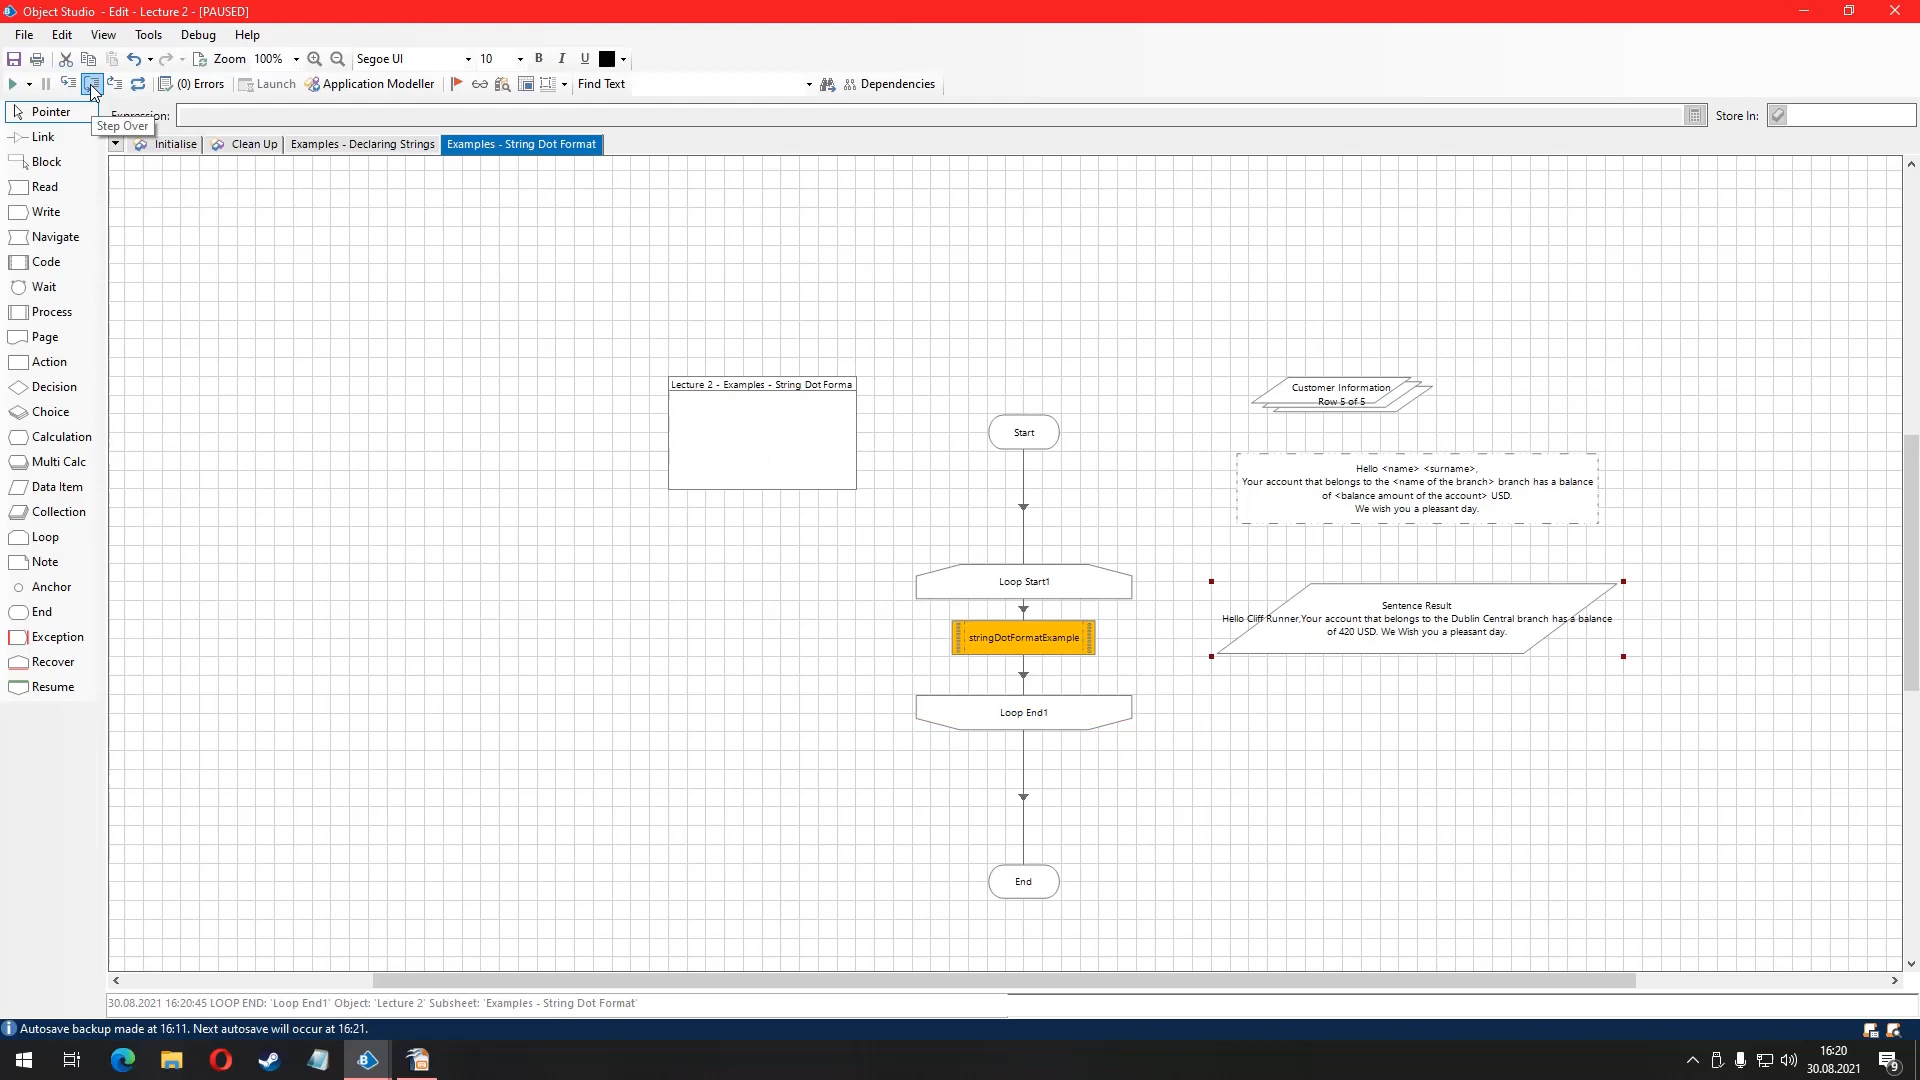 Object Studio - Edit - Lecture 2 - [PAUSED]
File Edit View Tools Debug Help
Zoom 100% Segoe UI 10 B I U
(0) Errors Launch Application Modeller Find Text Dependencies
Expression: Store In:
Step Over
Initialise Clean Up Examples - Declaring Strings Examples - String Dot Format
Pointer
Link
Block
Read
Write
Navigate
Code
Wait
Process
Page
Action
Decision
Choice
Calculation
Multi Calc
Data Item
Collection
Loop
Note
Anchor
End
Exception
Recover
Resume
Lecture 2 - Examples - String Dot Forma
Start
Loop Start1
stringDotFormatExample
Loop End1
End
Customer Information
Row 5 of 5
Hello <name> <surname>,
Your account that belongs to the <name of the branch> branch has a balance
of <balance amount of the account> USD.
We wish you a pleasant day.
Sentence Result
Hello Cliff Runner,Your account that belongs to the Dublin Central branch has a balance
of 420 USD. We Wish you a pleasant day.
30.08.2021 16:20:45 LOOP END: 'Loop End1' Object: 'Lecture 2' Subsheet: 'Examples - String Dot Format'
Autosave backup made at 16:11. Next autosave will occur at 16:21.
16:20
30.08.2021
9